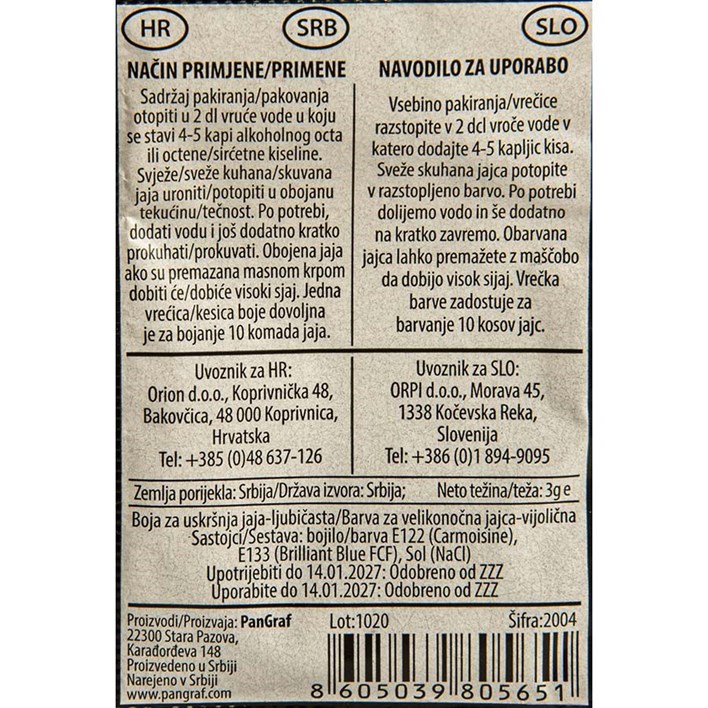 HR
SRB
NAČIN PRIMJENE/PRIMENE
Sadržaj pakiranja/pakovanja
otopiti u 2 dl vruće vode u koju
se stavi 4-5 kapi alkoholnog octa
ili octene/sirćetne kiseline.
Svježe/sveže kuhana/skuvana
jaja uroniti/potopiti u obojanu
tekućinu/tečnost. Po potrebi,
dodati vodu i još dodatno kratko
prokuhati/prokuvati. Obojena jaja
ako su premazana masnom krpom
dobiti će/dobiće visoki sjaj. Jedna
vrećica/kesica boje dovoljna
je za bojanje 10 komada jaja.
SLO
NAVODILO ZA UPORABO
Vsebino pakiranja/vrečice
razstopite v 2 dcl vroče vode v
katero dodajte 4-5 kapljic kisa.
Sveže skuhana jajca potopite
v razstopljeno barvo. Po potrebi
dolijemo vodo in še dodatno
na kratko zavremo. Obarvana
jajca lahko premažete z maščobo
da dobijo visok sijaj. Vrečka
barve zadostuje za
barvanje 10 kosov jajc.
Uvoznik za HR:
Orion d.o.o., Koprivnička 48,
Bakovčica, 48 000 Koprivnica,
Hrvatska
Tel: +385 (0)48 637-126
Uvoznik za SLO:
ORPI d.o.o., Morava 45,
1338 Kočevska Reka,
Slovenija
Tel: +386 (0)1 894-9095
Zemlja porijekla: Srbija/Država izvora: Srbija; Neto težina/teža: 3g e
Boja za uskršnja jaja-ljubičasta/Barva za velikonočna jajca-vijolična
Sastojci/Sestava: bojilo/barva E122 (Carmoisine),
E133 (Brilliant Blue FCF), Sol (NaCl)
Upotrijebiti do 14.01.2027: Odobreno od ZZZ
Uporabite do 14.01.2027: Odobreno od ZZZ
Proizvodi/Proizvaja: PanGraf
22300 Stara Pazova,
Karađorđeva 148
Proizvedeno u Srbiji
Narejeno v Srbiji
www.pangraf.com
Lot:1020 Šifra:2004
8 605039 805651